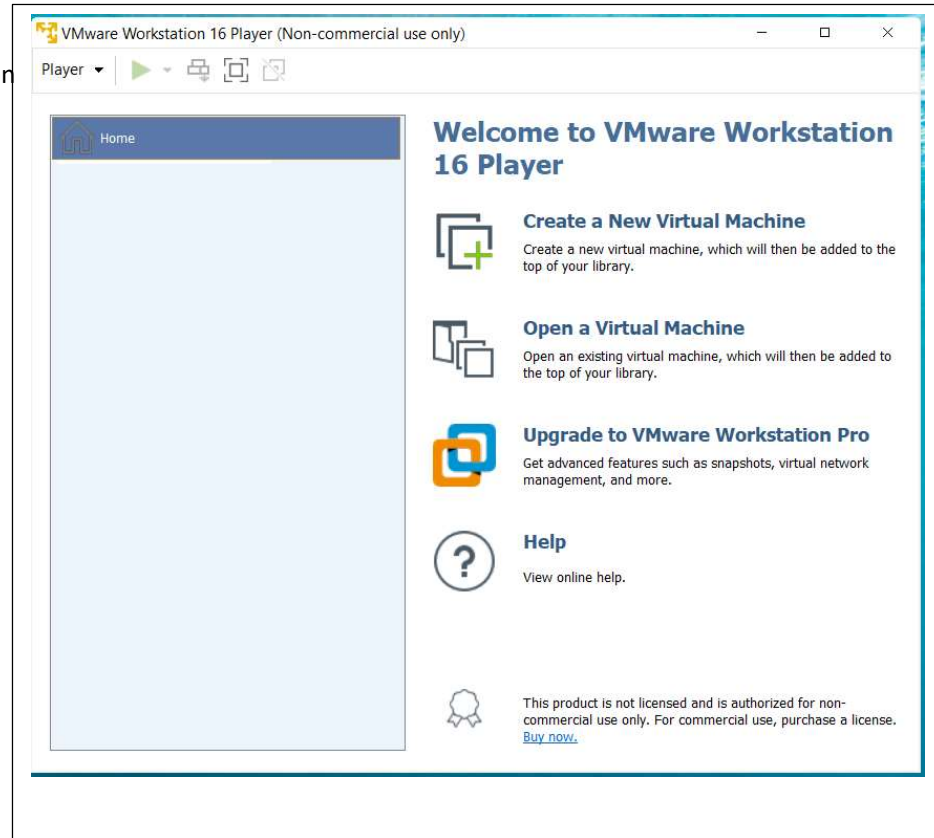 VMware Workstation 16 Player (Non-commercial use only)
n
Player
Home
Welcome to VMware Workstation
16 Player
Create a New Virtual Machine
Create a new virtual machine, which will then be added to the
top of your library.
Open a Virtual Machine
Open an existing virtual machine, which will then be added to
the top of your library.
Upgrade to VMware Workstation Pro
Get advanced features such as snapshots, virtual network
management, and more.
?
Help
View online help.
This product is not licensed and is authorized for non-
commercial use only. For commercial use, purchase a license.
Buy now.